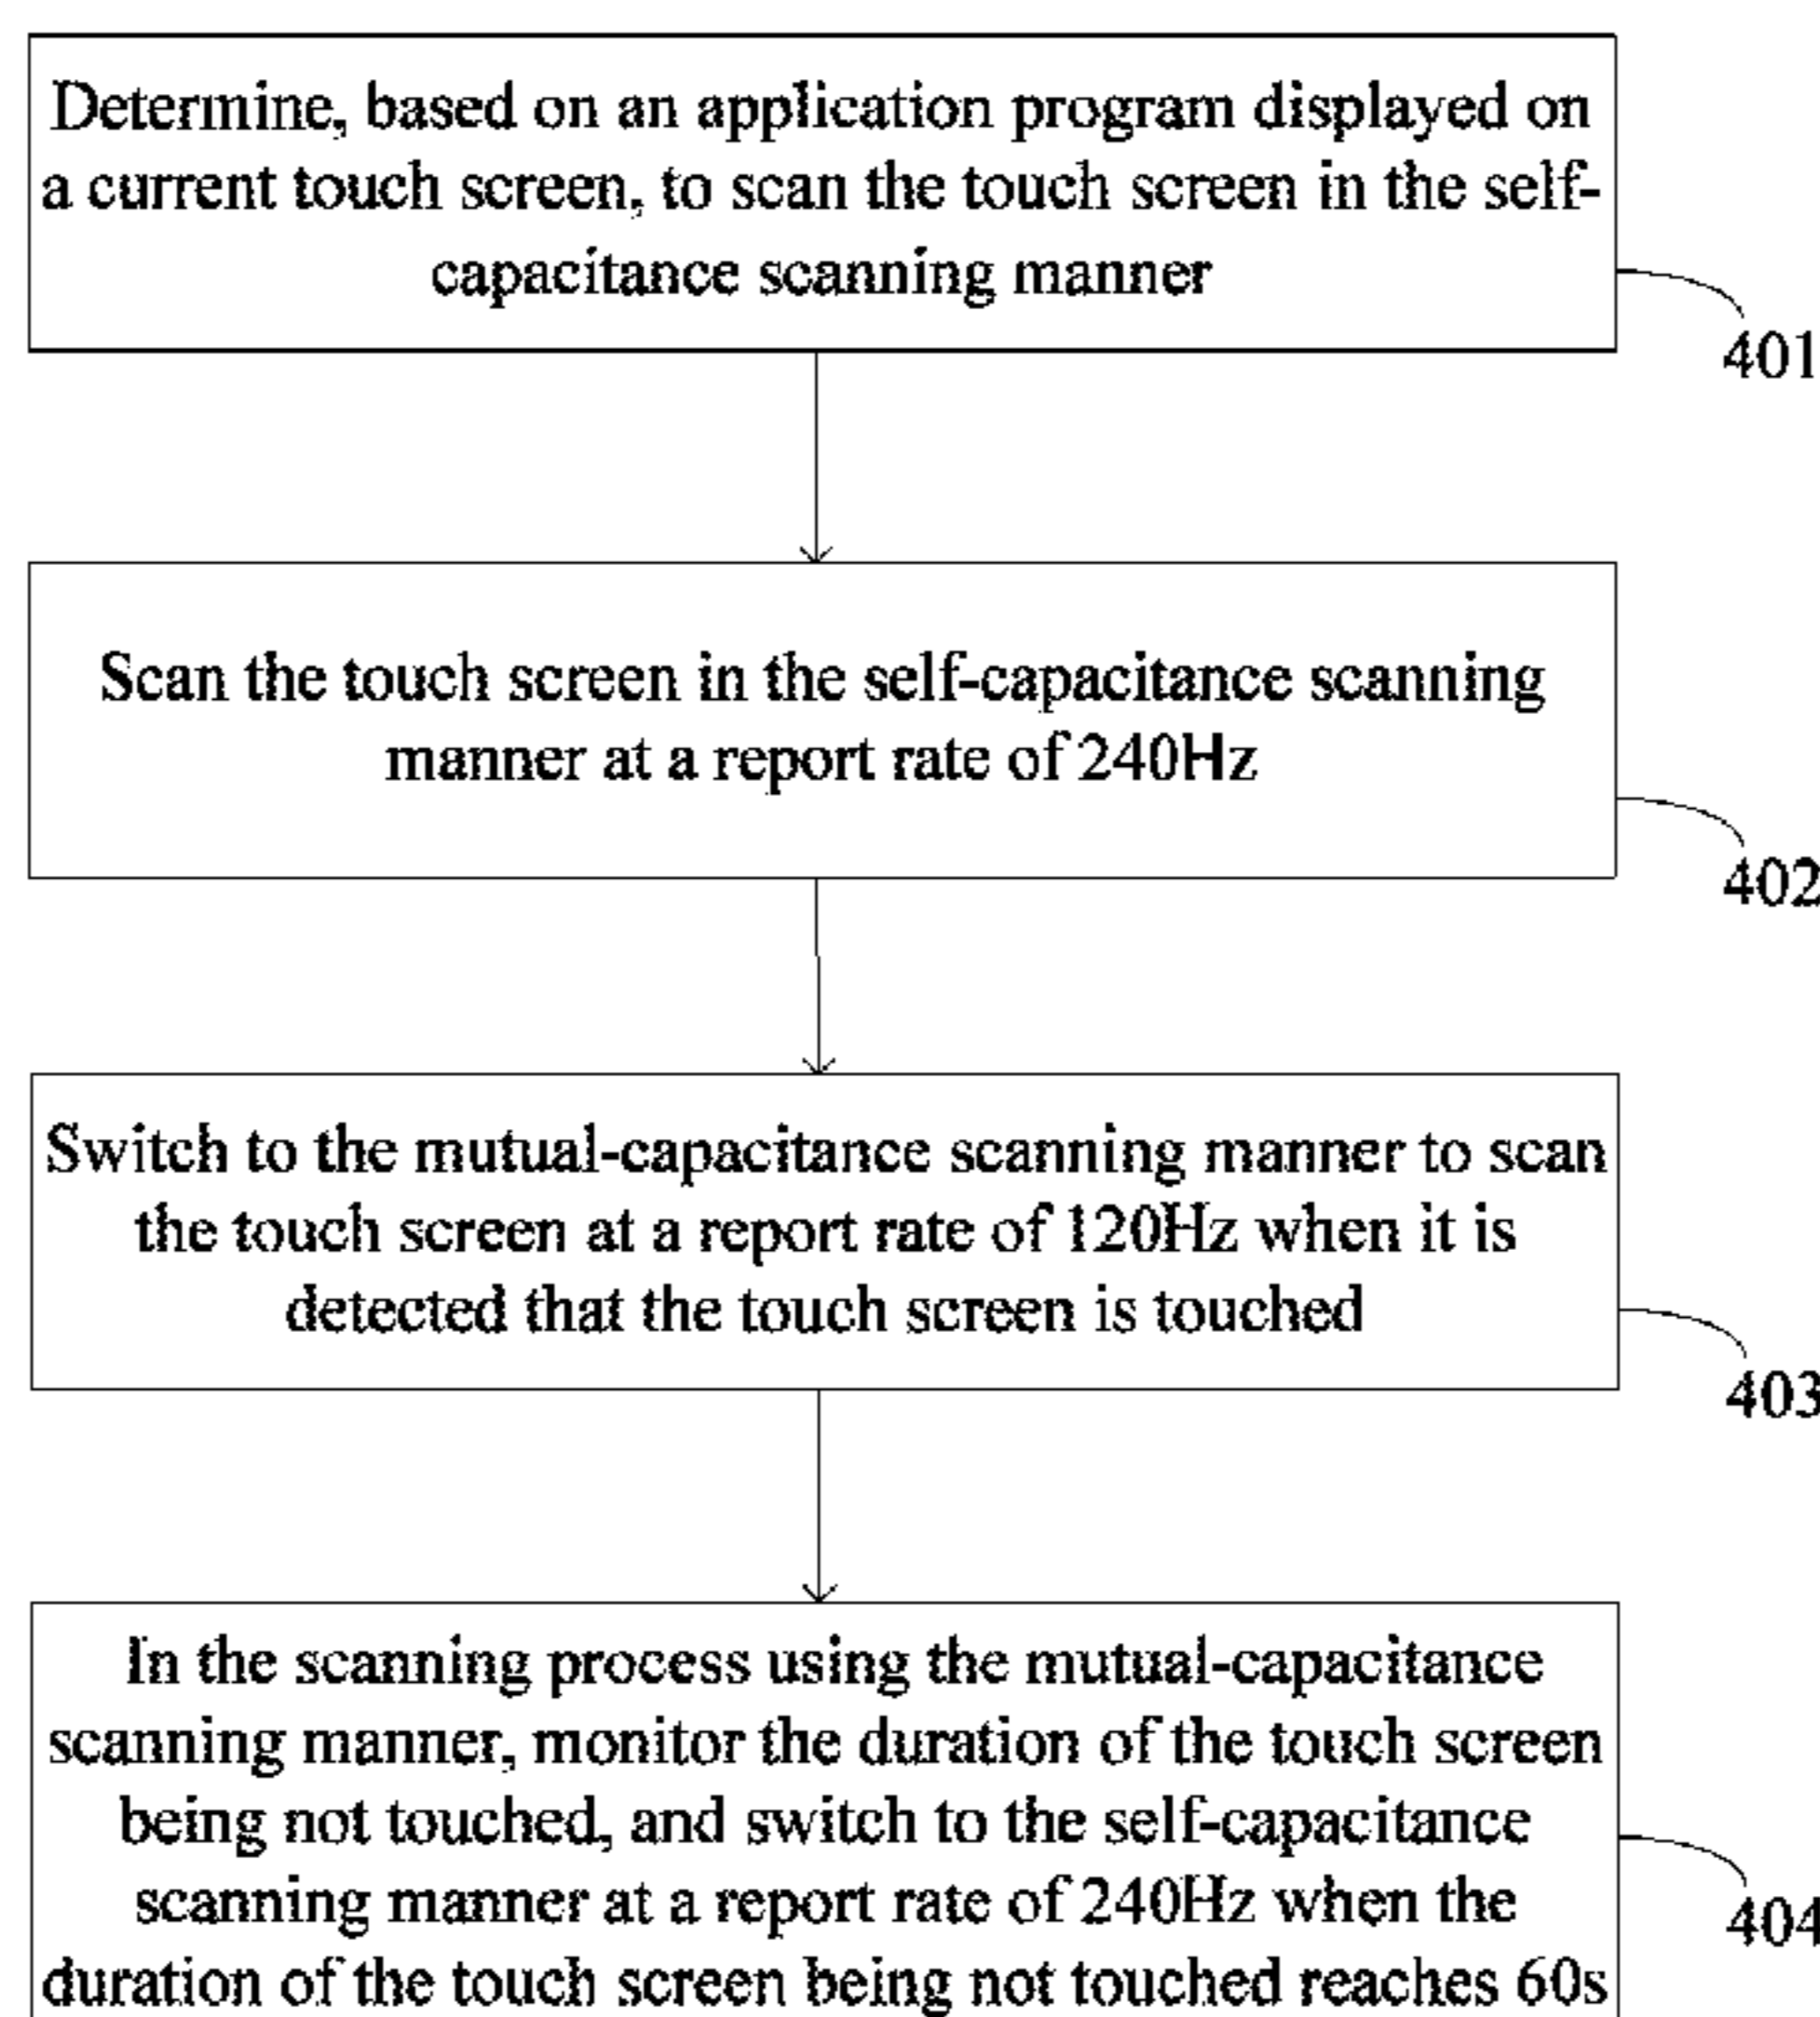 Determine, based on an application program displayed on
a current touch screen, to scan the touch screen in the self-
capacitance scanning manner
401
Scan the touch screen in the self-capacitance scanning
manner at a report rate of 240Hz
402
Switch to the mutual-capacitance scanning manner to scan
the touch screen at a report rate of 120Hz when it is
detected that the touch screen is touched
403
In the scanning process using the mutual-capacitance
scanning manner, monitor the duration of the touch screen
being not touched, and switch to the self-capacitance
scanning manner at a report rate of 240Hz when the
duration of the touch screen being not touched reaches 60s
404